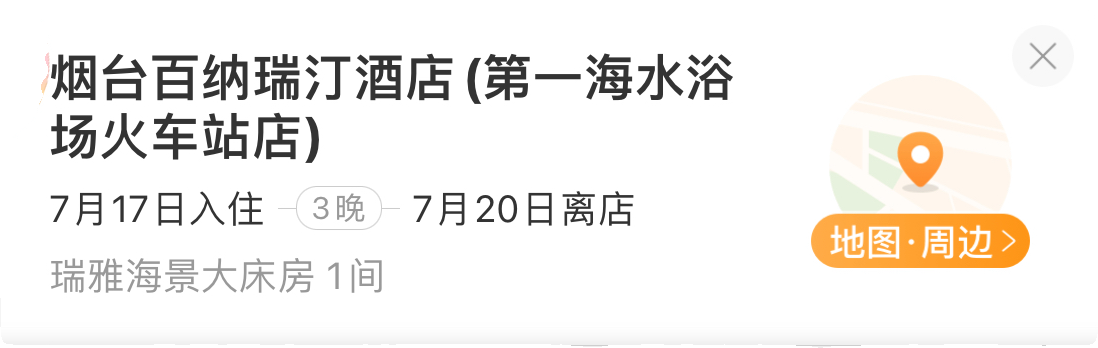 烟台百纳瑞汀酒店(第一海水浴
场火车站店)
7月17日入住 3晚 7月20日离店
瑞雅海景大床房 1间
地图·周边